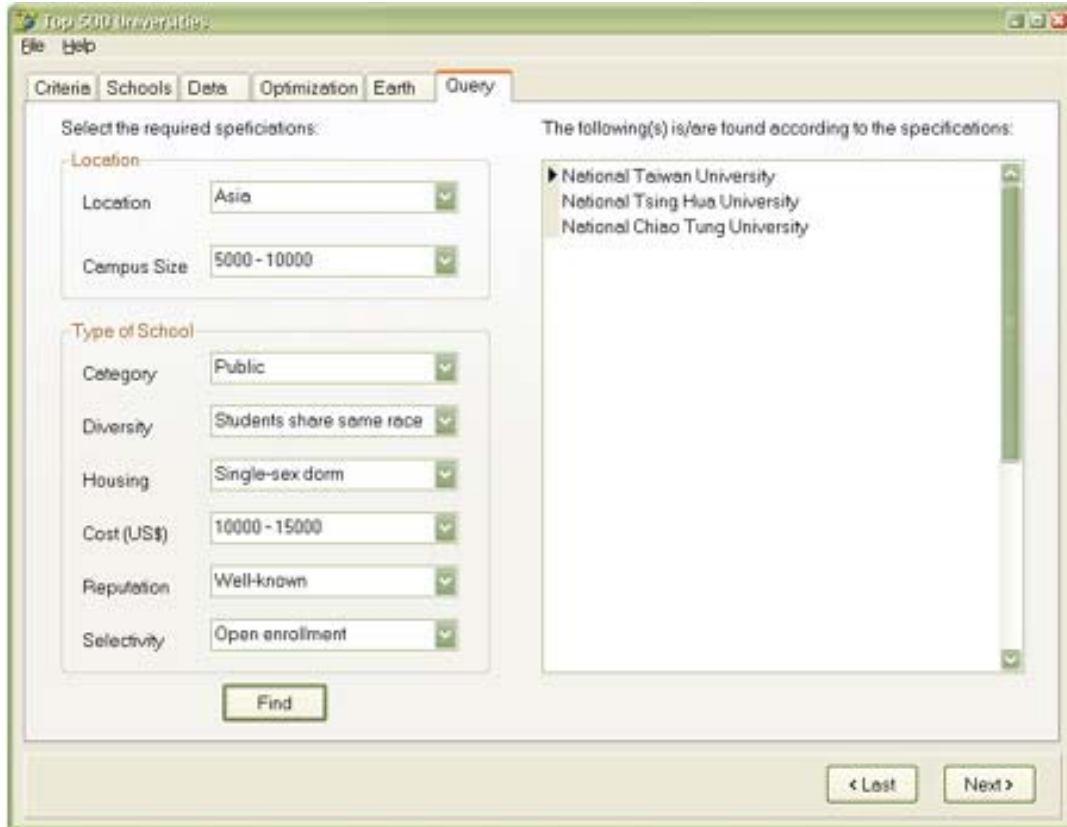 Top 500 Universities
File Help
Criteria Schools Data Optimization Earth Query
Select the required speficiations:
Location
Location Asia
Campus Size 5000 - 10000
Type of School
Category Public
Diversity Students share same race
Housing Single-sex dorm
Cost (US$) 10000 - 15000
Reputation Well-known
Selectivity Open enrollment
Find
The following(s) is/are found according to the specifications:
National Taiwan University
National Tsing Hua University
National Chiao Tung University
< Last Next >